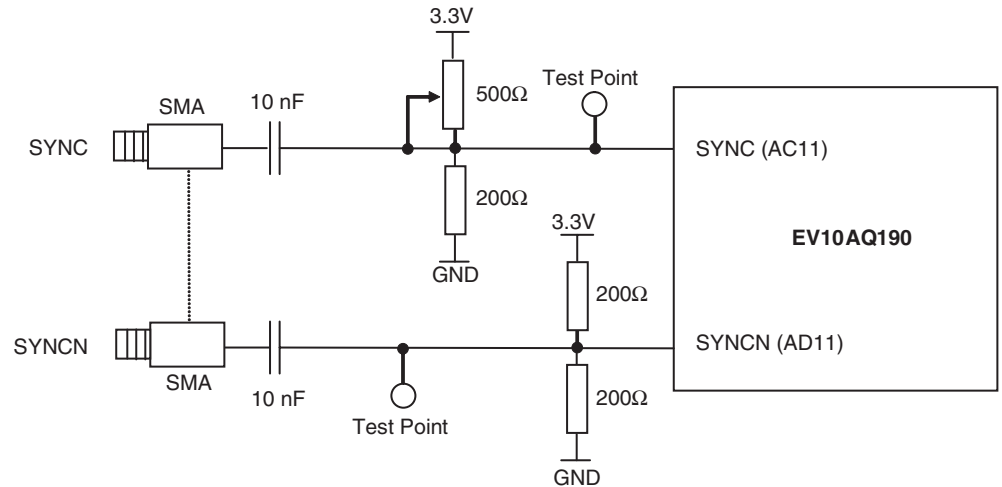 3.3V
500Ω
Test Point
SMA
10 nF
SYNC
SYNC (AC11)
200Ω
3.3V
EV10AQ190
GND
200Ω
SYNCN
SYNCN (AD11)
SMA
10 nF
200Ω
Test Point
GND